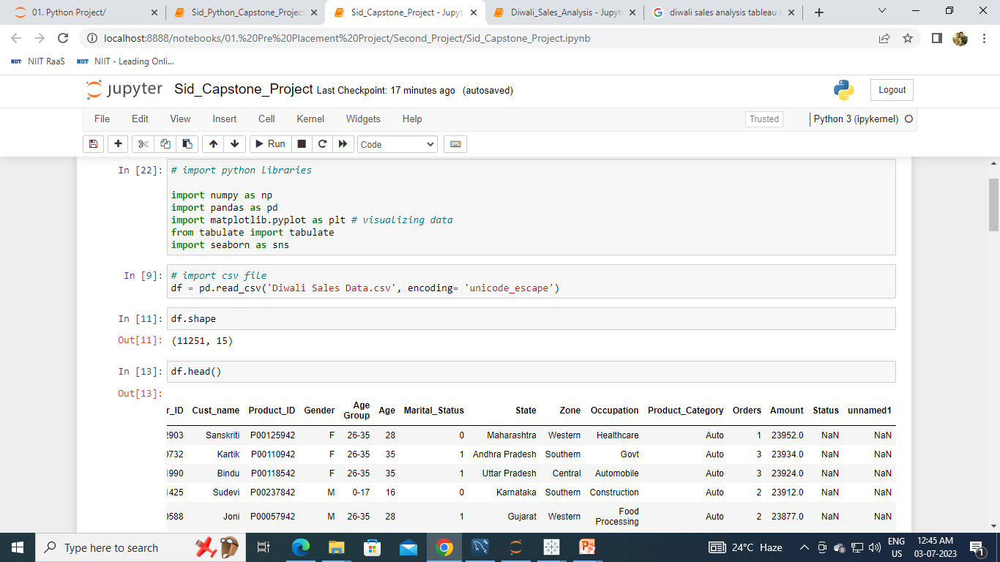 01. Python Project/
Sid_Python_Capstone_Project
Sid_Capstone_Project - Jupyt
Diwali_Sales_Analysis - Jupyt
diwali sales analysis tableau
localhost:8888/notebooks/01.%20Pre%20Placement%20Project/Second_Project/Sid_Capstone_Project.ipynb
NIIT NIIT RaaS NIIT NIIT - Leading Onli...
jupyter Sid_Capstone_Project Last Checkpoint: 17 minutes ago (autosaved) Logout
File Edit View Insert Cell Kernel Widgets Help Trusted Python 3 (ipykernel)
Run Code
In [22]: # import python libraries
import numpy as np
import pandas as pd
import matplotlib.pyplot as plt # visualizing data
from tabulate import tabulate
import seaborn as sns
In [9]: # import csv file
df = pd.read_csv('Diwali Sales Data.csv', encoding= 'unicode_escape')
In [11]: df.shape
Out[11]: (11251, 15)
In [13]: df.head()
Out[13]:
r_ID Cust_name Product_ID Gender Age Group Age Marital_Status State Zone Occupation Product_Category Orders Amount Status unnamed1
2903 Sanskriti P00125942 F 26-35 28 0 Maharashtra Western Healthcare Auto 1 23952.0 NaN NaN
0732 Kartik P00110942 F 26-35 35 1 Andhra Pradesh Southern Govt Auto 3 23934.0 NaN NaN
1990 Bindu P00118542 F 26-35 35 1 Uttar Pradesh Central Automobile Auto 3 23924.0 NaN NaN
1425 Sudevi P00237842 M 0-17 16 0 Karnataka Southern Construction Auto 2 23912.0 NaN NaN
0588 Joni P00057942 M 26-35 28 1 Gujarat Western Food Processing Auto 2 23877.0 NaN NaN
Type here to search
24°C Haze
ENG US
12:45 AM
03-07-2023
1